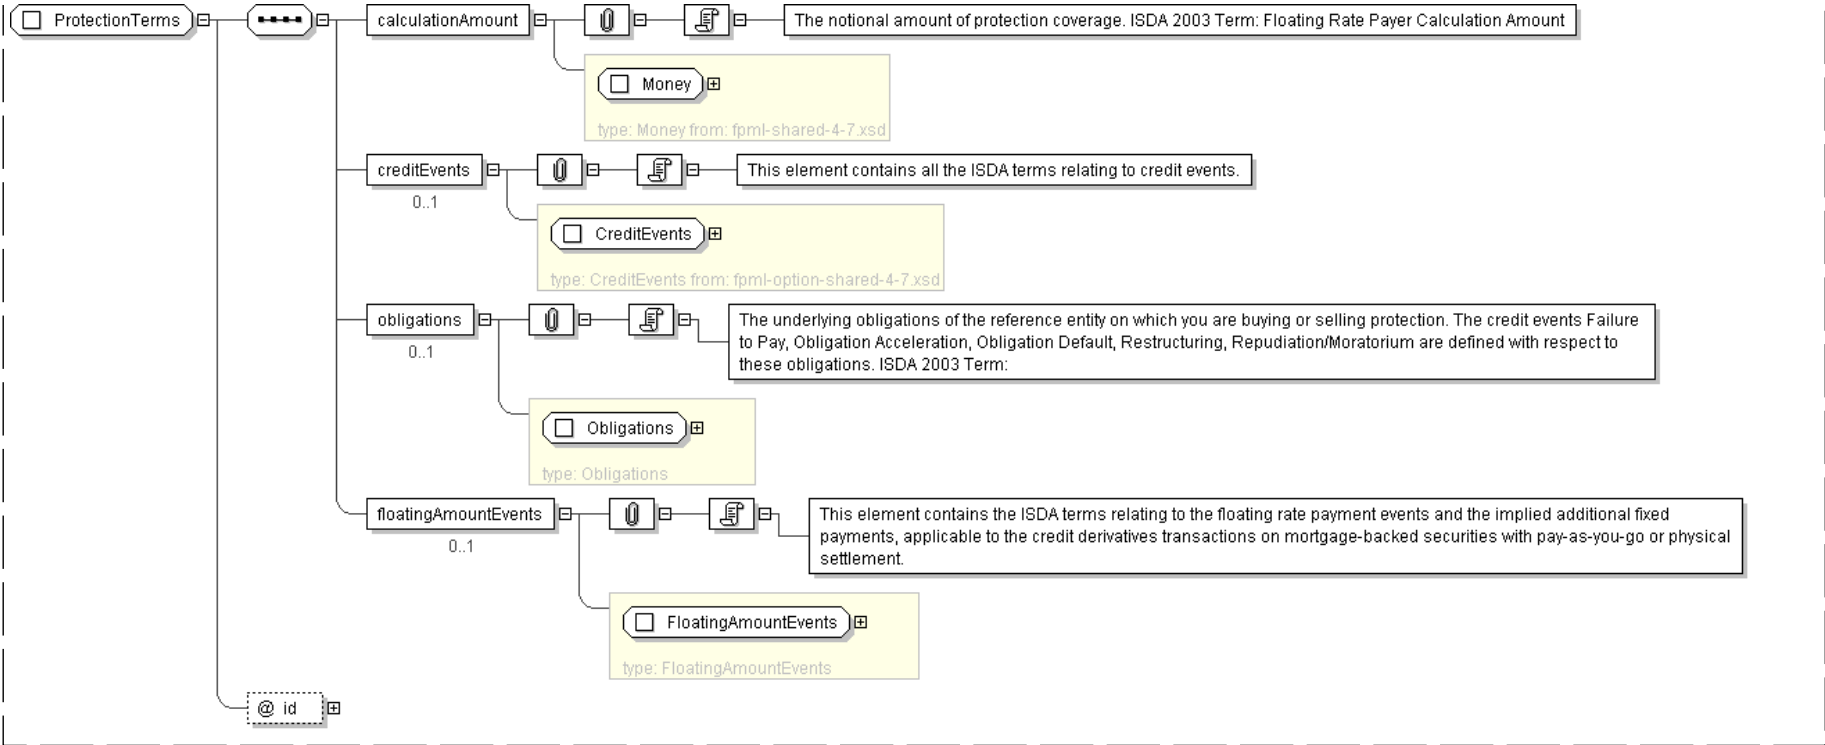 ProtectionTerms
calculationAmount
The notional amount of protection coverage. ISDA 2003 Term: Floating Rate Payer Calculation Amount
Money
type: Money from: fpml-shared-4-7.xsd
creditEvents
This element contains all the ISDA terms relating to credit events.
0..1
CreditEvents
type: CreditEvents from: fpml-option-shared-4-7.xsd
obligations
The underlying obligations of the reference entity on which you are buying or selling protection. The credit events Failure
to Pay, Obligation Acceleration, Obligation Default, Restructuring, Repudiation/Moratorium are defined with respect to
these obligations. ISDA 2003 Term:
0..1
Obligations
type: Obligations
floatingAmountEvents
This element contains the ISDA terms relating to the floating rate payment events and the implied additional fixed
payments, applicable to the credit derivatives transactions on mortgage-backed securities with pay-as-you-go or physical
settlement.
0..1
FloatingAmountEvents
type: FloatingAmountEvents
@ id